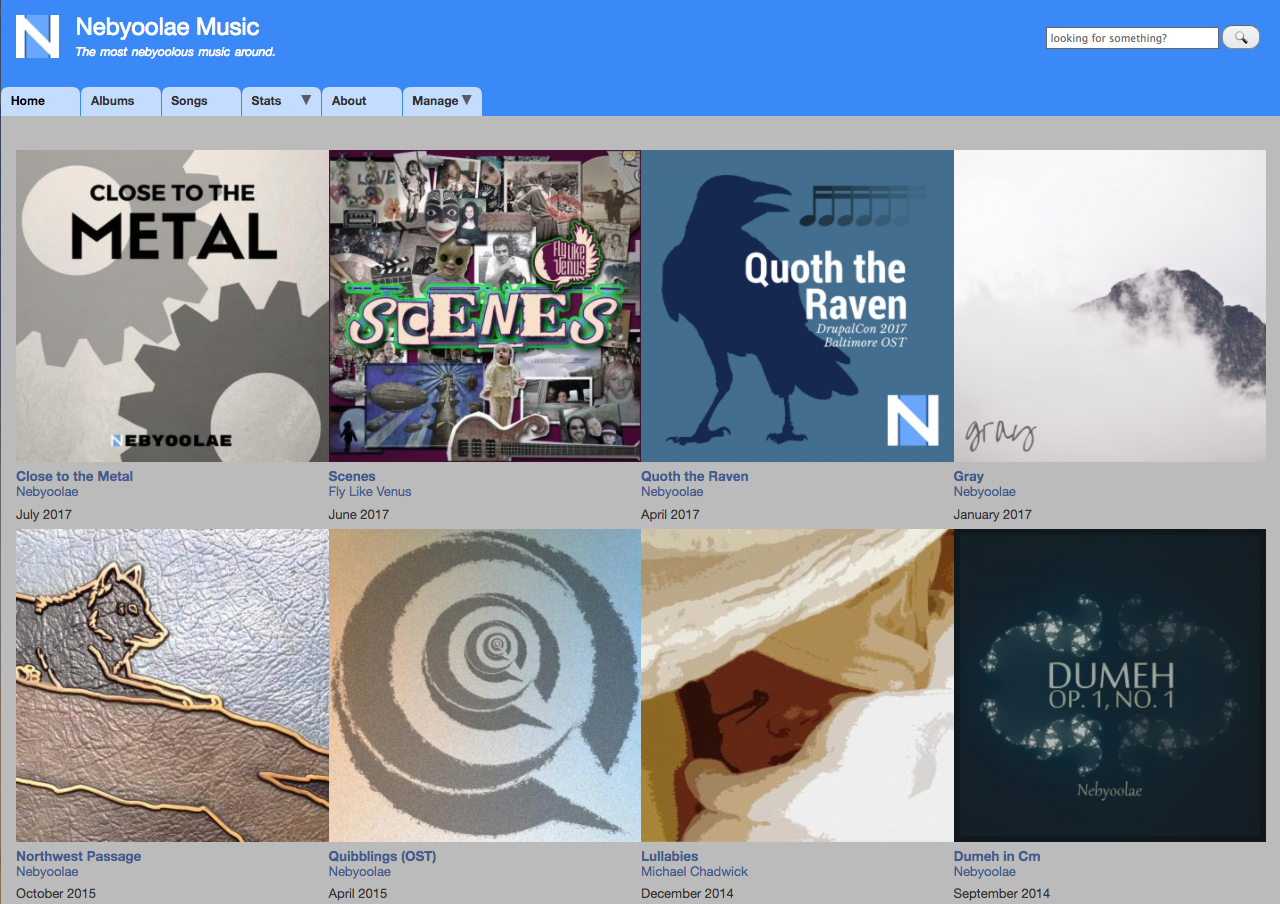 Nebyoolae Music
The most nebyoolous music around.
looking for something?
Home
Albums
Songs
Stats ▼
About
Manage ▼
CLOSE TO THE
METAL
NEBYOOLAE
LOVE
Fly Like
Venus
SCENES
Quoth the
Raven
DrupalCon 2017
Baltimore OST
N
gray
Close to the Metal
Nebyoolae
July 2017
Scenes
Fly Like Venus
June 2017
Quoth the Raven
Nebyoolae
April 2017
Gray
Nebyoolae
January 2017
DUMEH
OP. 1, NO. 1
Nebyoolae
Northwest Passage
Nebyoolae
October 2015
Quibblings (OST)
Nebyoolae
April 2015
Lullabies
Michael Chadwick
December 2014
Dumeh in Cm
Nebyoolae
September 2014